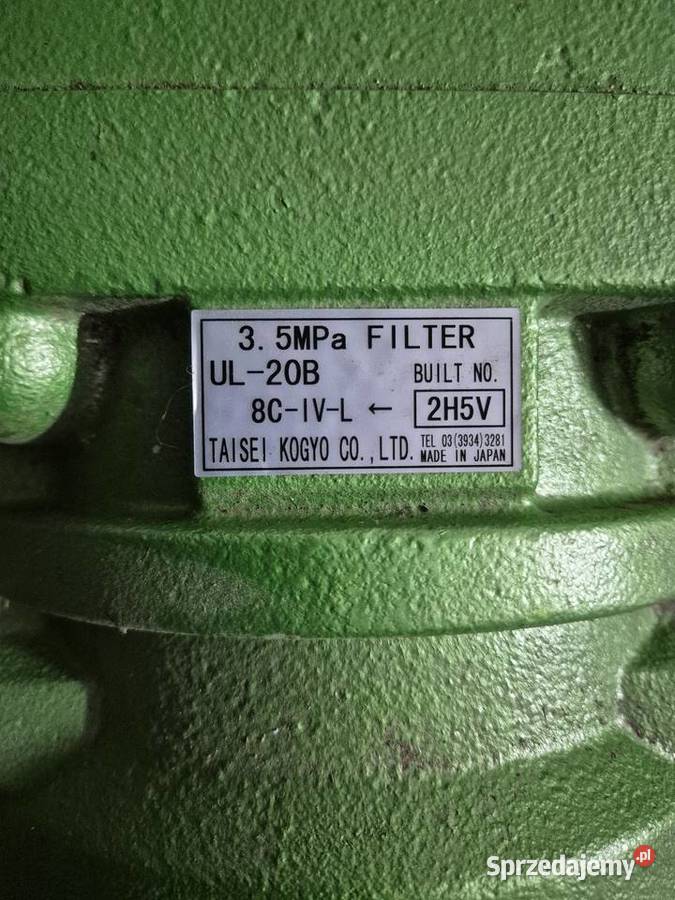 3.5MPa FILTER
UL-20B BUILT NO.
8C-IV-L ← 2H5V
TAISEI KOGYO CO.,LTD. TEL 03(3934)3281
MADE IN JAPAN
Sprzedajemy.pl